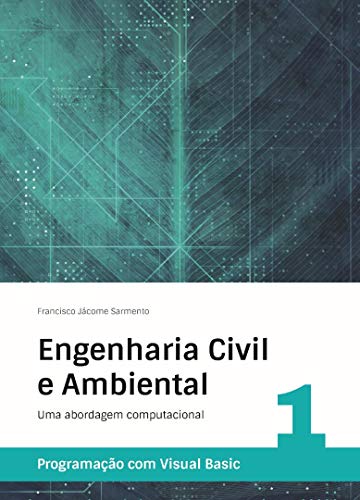 Francisco Jácome Sarmento
Engenharia Civil
e Ambiental
Uma abordagem computacional
1
Programação com Visual Basic